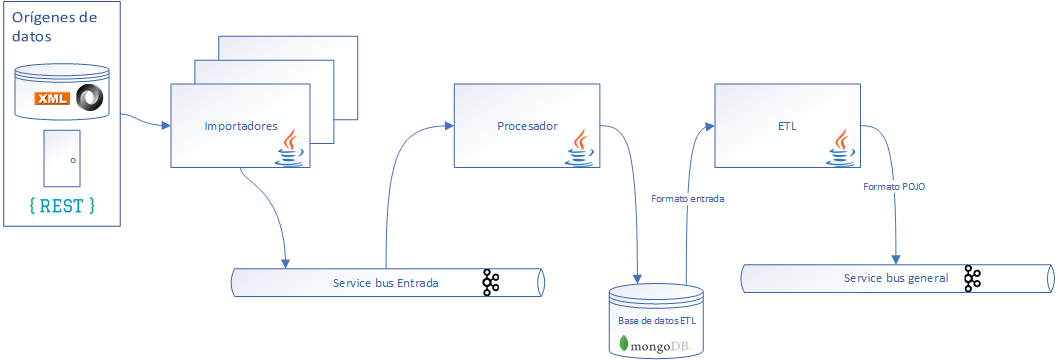 Orígenes de
datos
XML
{ REST }
Importadores
Procesador
ETL
Formato entrada
Formato POJO
Service bus Entrada
Service bus general
Base de datos ETL
mongoDB.